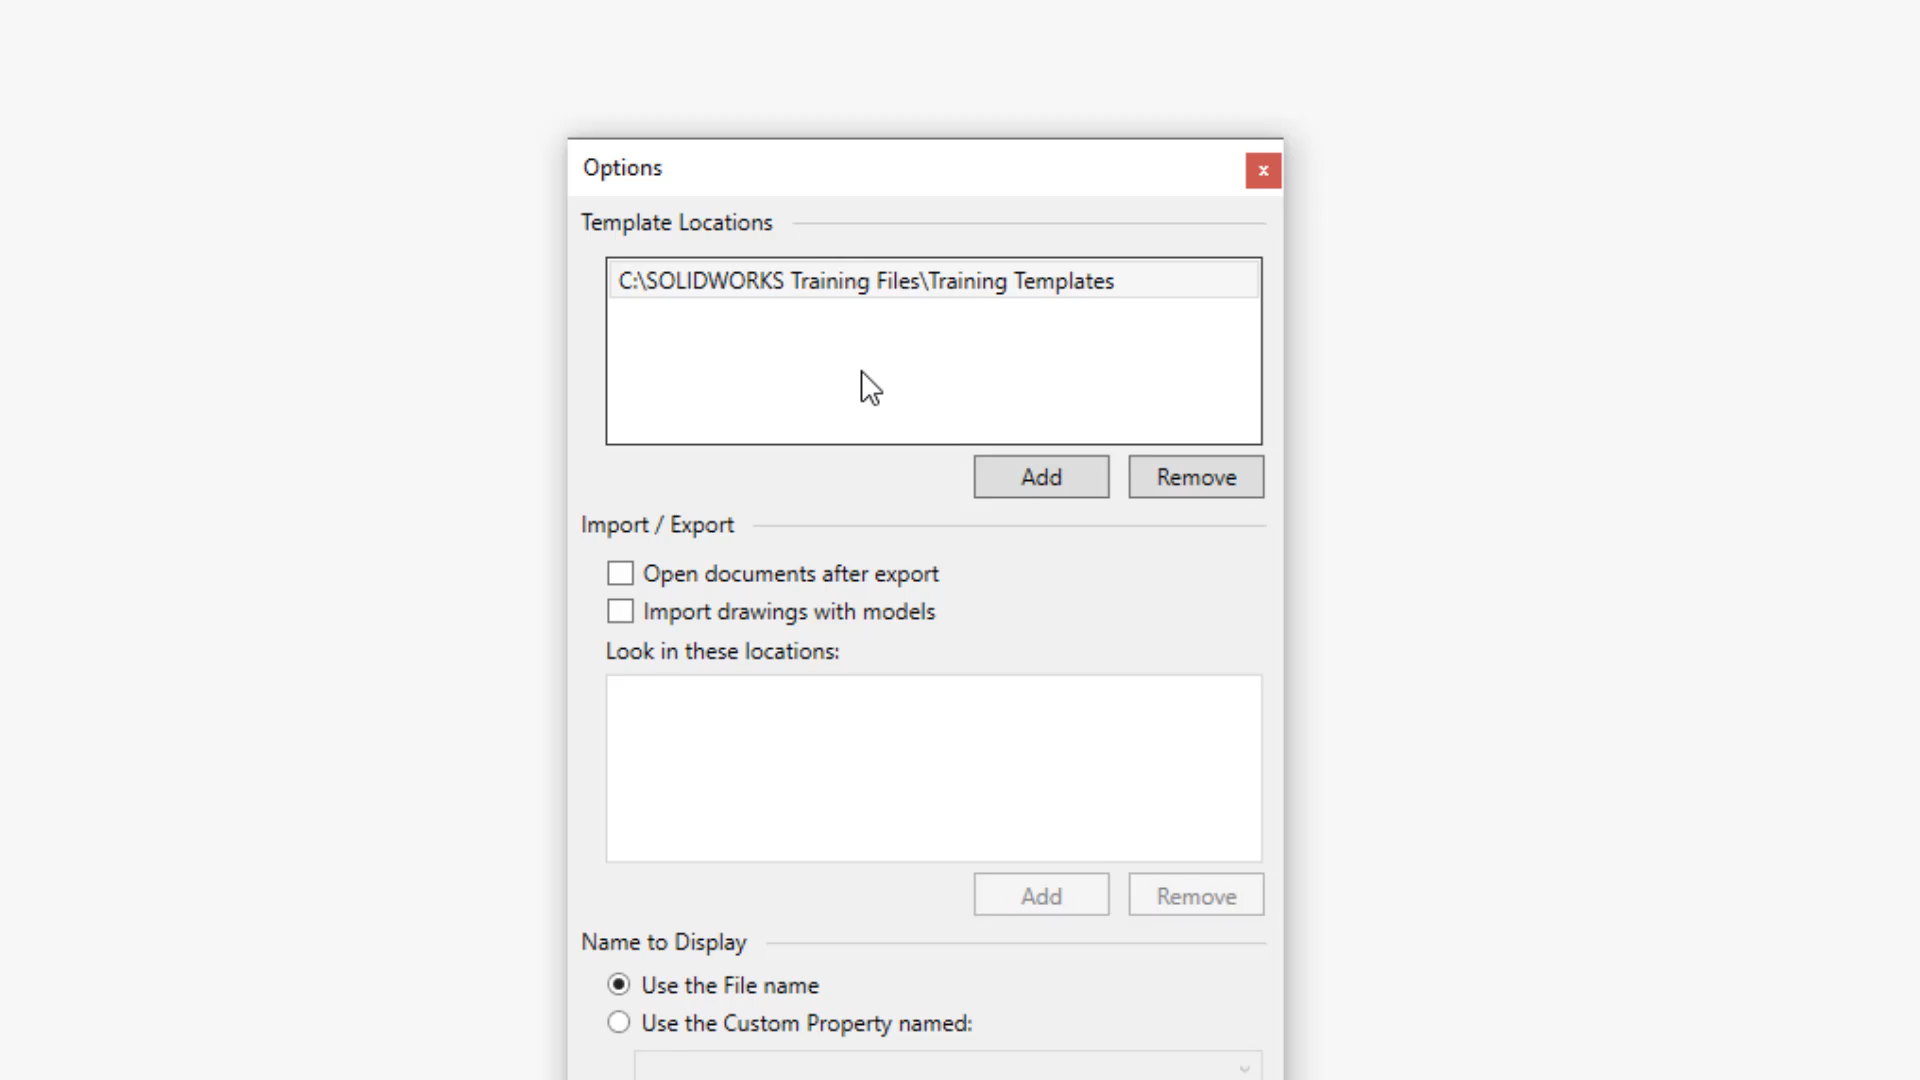 Options
x
Template Locations
C:\SOLIDWORKS Training Files\Training Templates
Add Remove
Import / Export
Open documents after export
Import drawings with models
Look in these locations:
Add Remove
Name to Display
Use the File name
Use the Custom Property named: